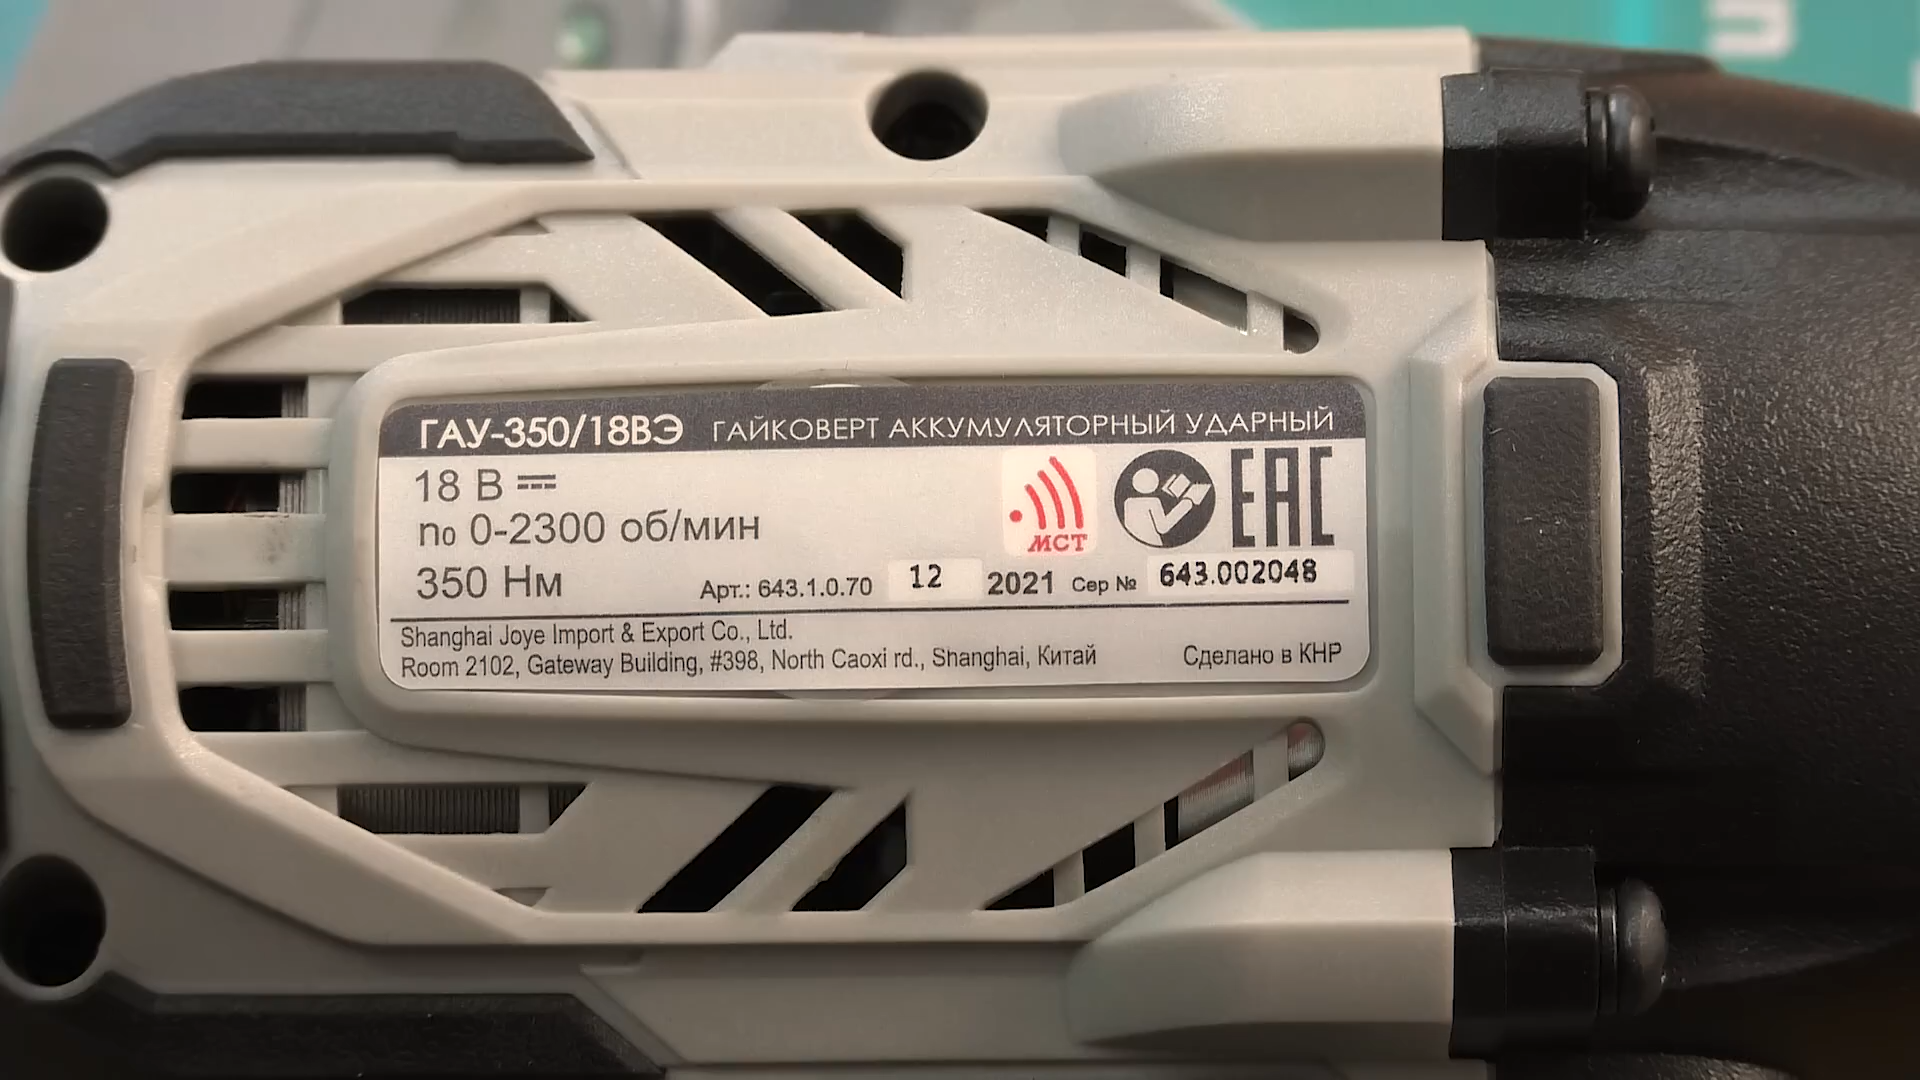 ГАУ-350/18ВЭ ГАЙКОВЕРТ АККУМУЛЯТОРНЫЙ УДАРНЫЙ
18 В
n₀ 0-2300 об/мин
МСТ
ЕАС
350 Нм
Арт.: 643.1.0.70 12 2021 Сер № 643.002048
Shanghai Joye Import & Export Co., Ltd.
Room 2102, Gateway Building, #398, North Caoxi rd., Shanghai, Китай
Сделано в КНР